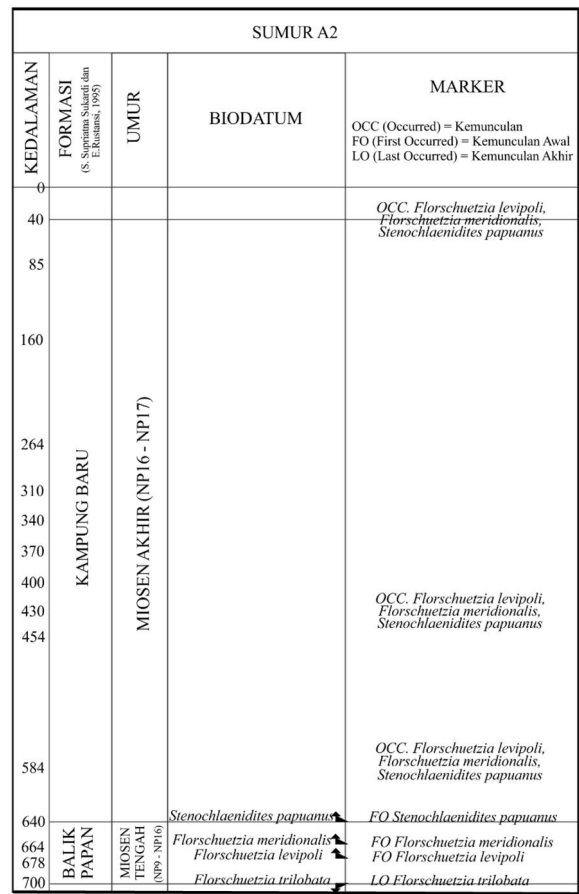 SUMUR A2
KEDALAMAN
FORMASI
(S. Supriatna Sukardi dan
E.Rustansi, 1995)
UMUR
BIODATUM
MARKER
OCC (Occurred) = Kemunculan
FO (First Occurred) = Kemunculan Awal
LO (Last Occurred) = Kemunculan Akhir
0
40
85
160
264
310
340
370
400
430
454
584
640
664
678
700
KAMPUNG BARU
BALIK
PAPAN
MIOSEN AKHIR (NP16 - NP17)
MIOSEN
TENGAH
(NP9 - NP16)
Stenochlaenidites papuanus
Florschuetzia meridionalis
Florschuetzia levipoli
Florschuetzia trilobata
OCC. Florschuetzia levipoli,
Florschuetzia meridionalis,
Stenochlaenidites papuanus
OCC. Florschuetzia levipoli,
Florschuetzia meridionalis,
Stenochlaenidites papuanus
OCC. Florschuetzia levipoli,
Florschuetzia meridionalis,
Stenochlaenidites papuanus
FO Stenochlaenidites papuanus
FO Florschuetzia meridionalis
FO Florschuetzia levipoli
LO Florschuetzia trilobata